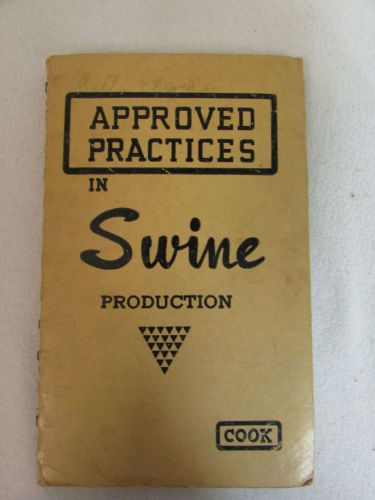 APPROVED
PRACTICES
IN
Swine
PRODUCTION
COOK